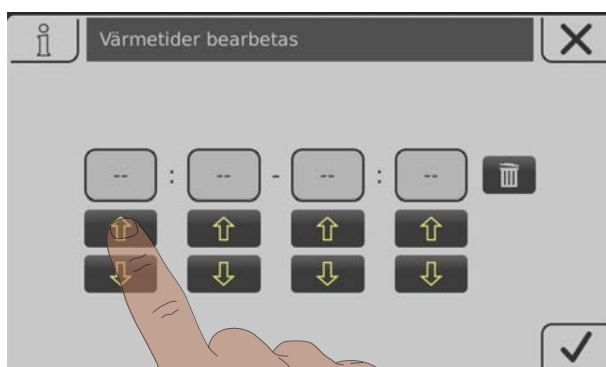 Värmetider bearbetas
-- : -- - -- : --